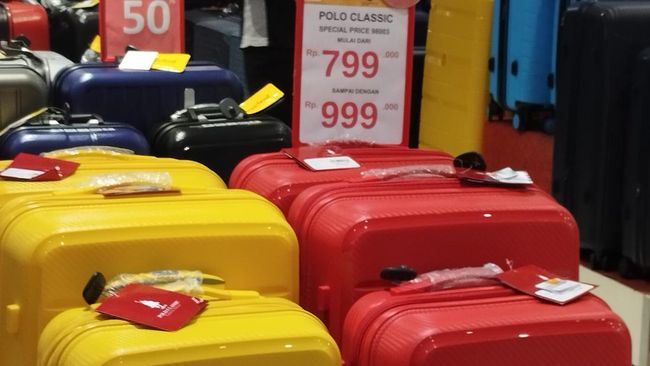 50
POLO CLASSIC
SPECIAL PRICE 98003
MULAI DARI
Rp. 799 .000
SAMPAI DENGAN
Rp. 999 .000